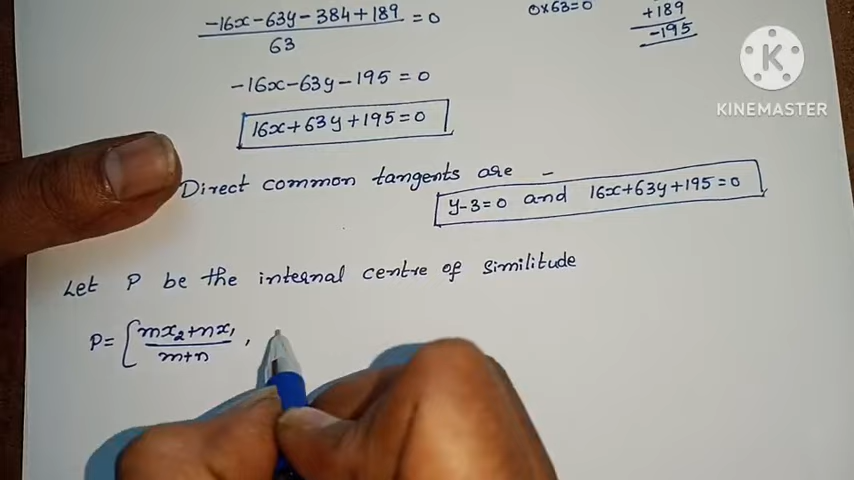 -16x-63y-384+189/63 = 0
0x63=0
+189
-195
-16x-63y-195 = 0
16x+63y+195=0
Direct common tangents are -
y-3=0 and 16x+63y+195=0
Let P be the internal centre of similitude
P= [mx₂+nx₁/m+n ,
K
KINEMASTER